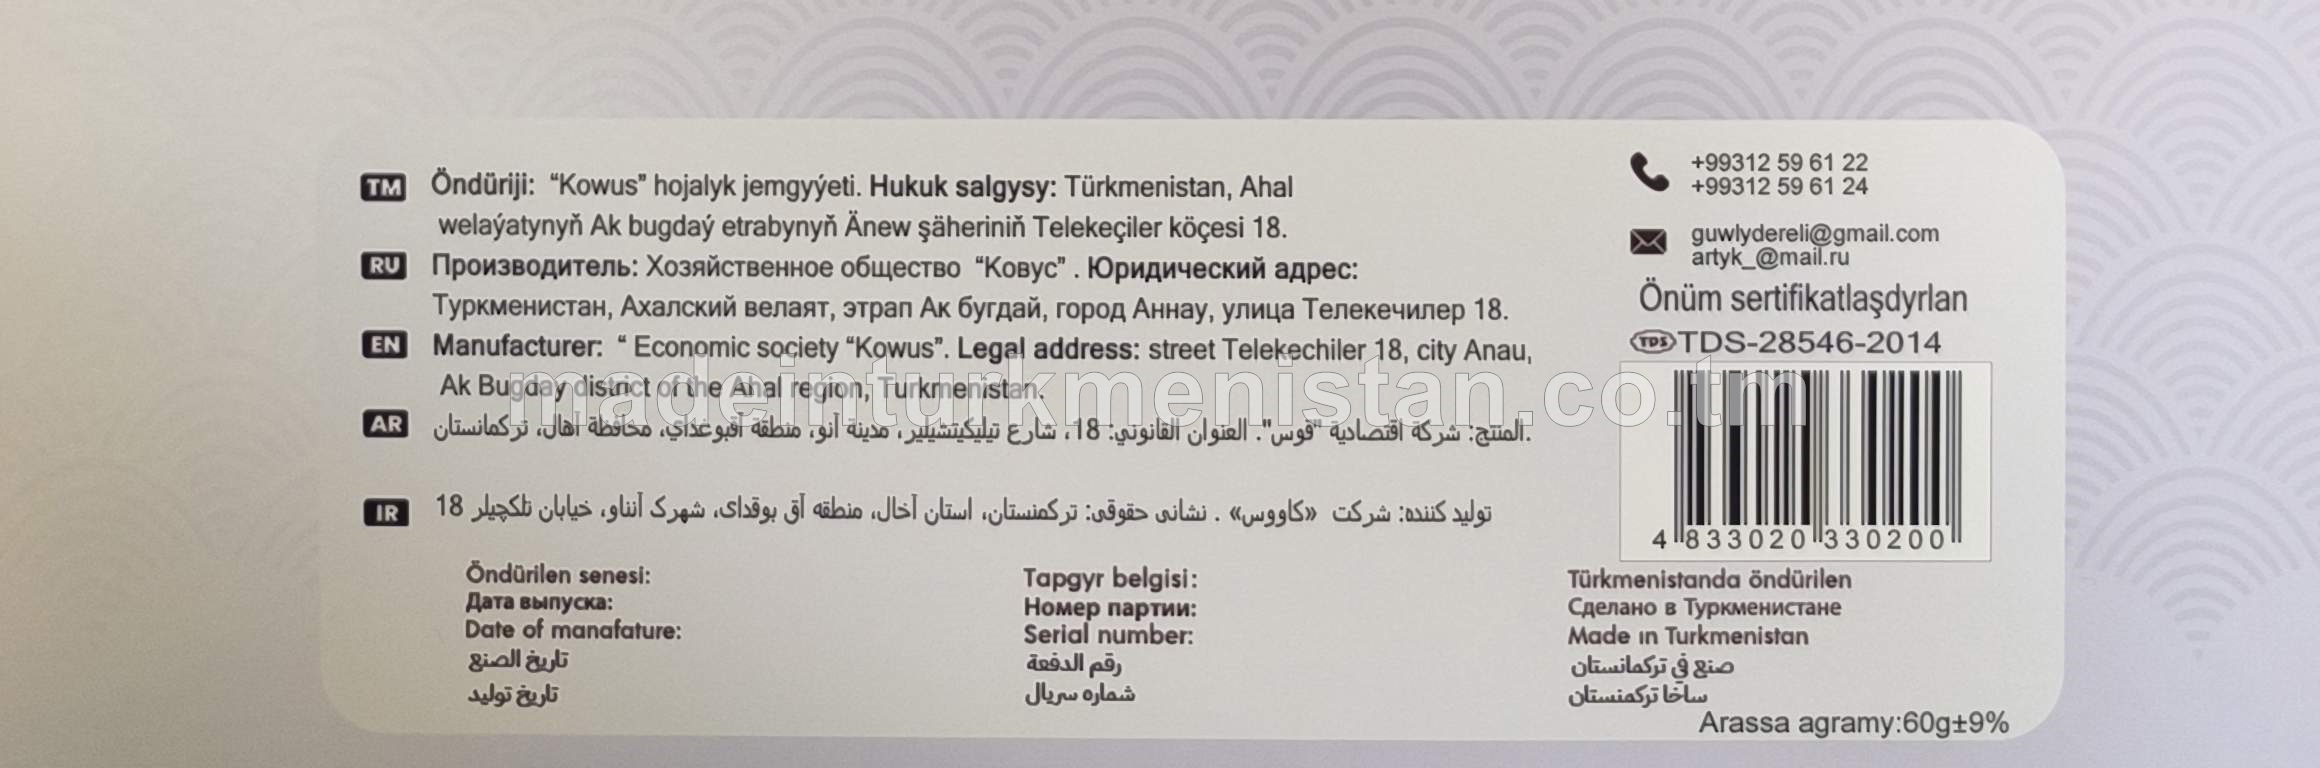 TM Öndüriji: “Kowus” hojalyk jemgyýeti. Hukuk salgysy: Türkmenistan, Ahal
welaýatynyň Ak bugdaý etrabynyň Änew şäheriniň Telekeçiler köçesi 18.
RU Производитель: Хозяйственное общество “Ковус” . Юридический адрес:
Туркменистан, Ахалский велаят, этрап Ак бугдай, город Аннау, улица Телекечилер 18.
EN Manufacturer: “ Economic society “Kowus”. Legal address: street Telekechiler 18, city Anau,
Ak Bugday district of the Ahal region, Turkmenistan.
AR المنتج: شركة اقتصادية "قوس". العنوان القانوني: 18، شارع تيليكيتشيلير، مدينة آنو، منطقة آقبوغداي، محافظة آهال، تركمانستان.
IR تولید کننده: شرکت «کاووس» . نشانی حقوقی: ترکمنستان، استان آخال، منطقه آق بوقدای، شهرک آنناو، خیابان تلکچیلر 18
+99312 59 61 22
+99312 59 61 24
guwlydereli@gmail.com
artyk_@mail.ru
Önüm sertifikatlaşdyrlan
TDS TDS-28546-2014
4 833020 330200
Öndürilen senesi:
Дата выпуска:
Date of manafature:
تاريخ الصنع
تاریخ تولید
Tapgyr belgisi:
Номер партии:
Serial number:
رقم الدفعة
شماره سریال
Türkmenistanda öndürilen
Сделано в Туркменистане
Made in Turkmenistan
صنع في تركمانستان
ساخا ترکمنستان
Arassa agramy:60g±9%
madeinturkmenistan.co.tm